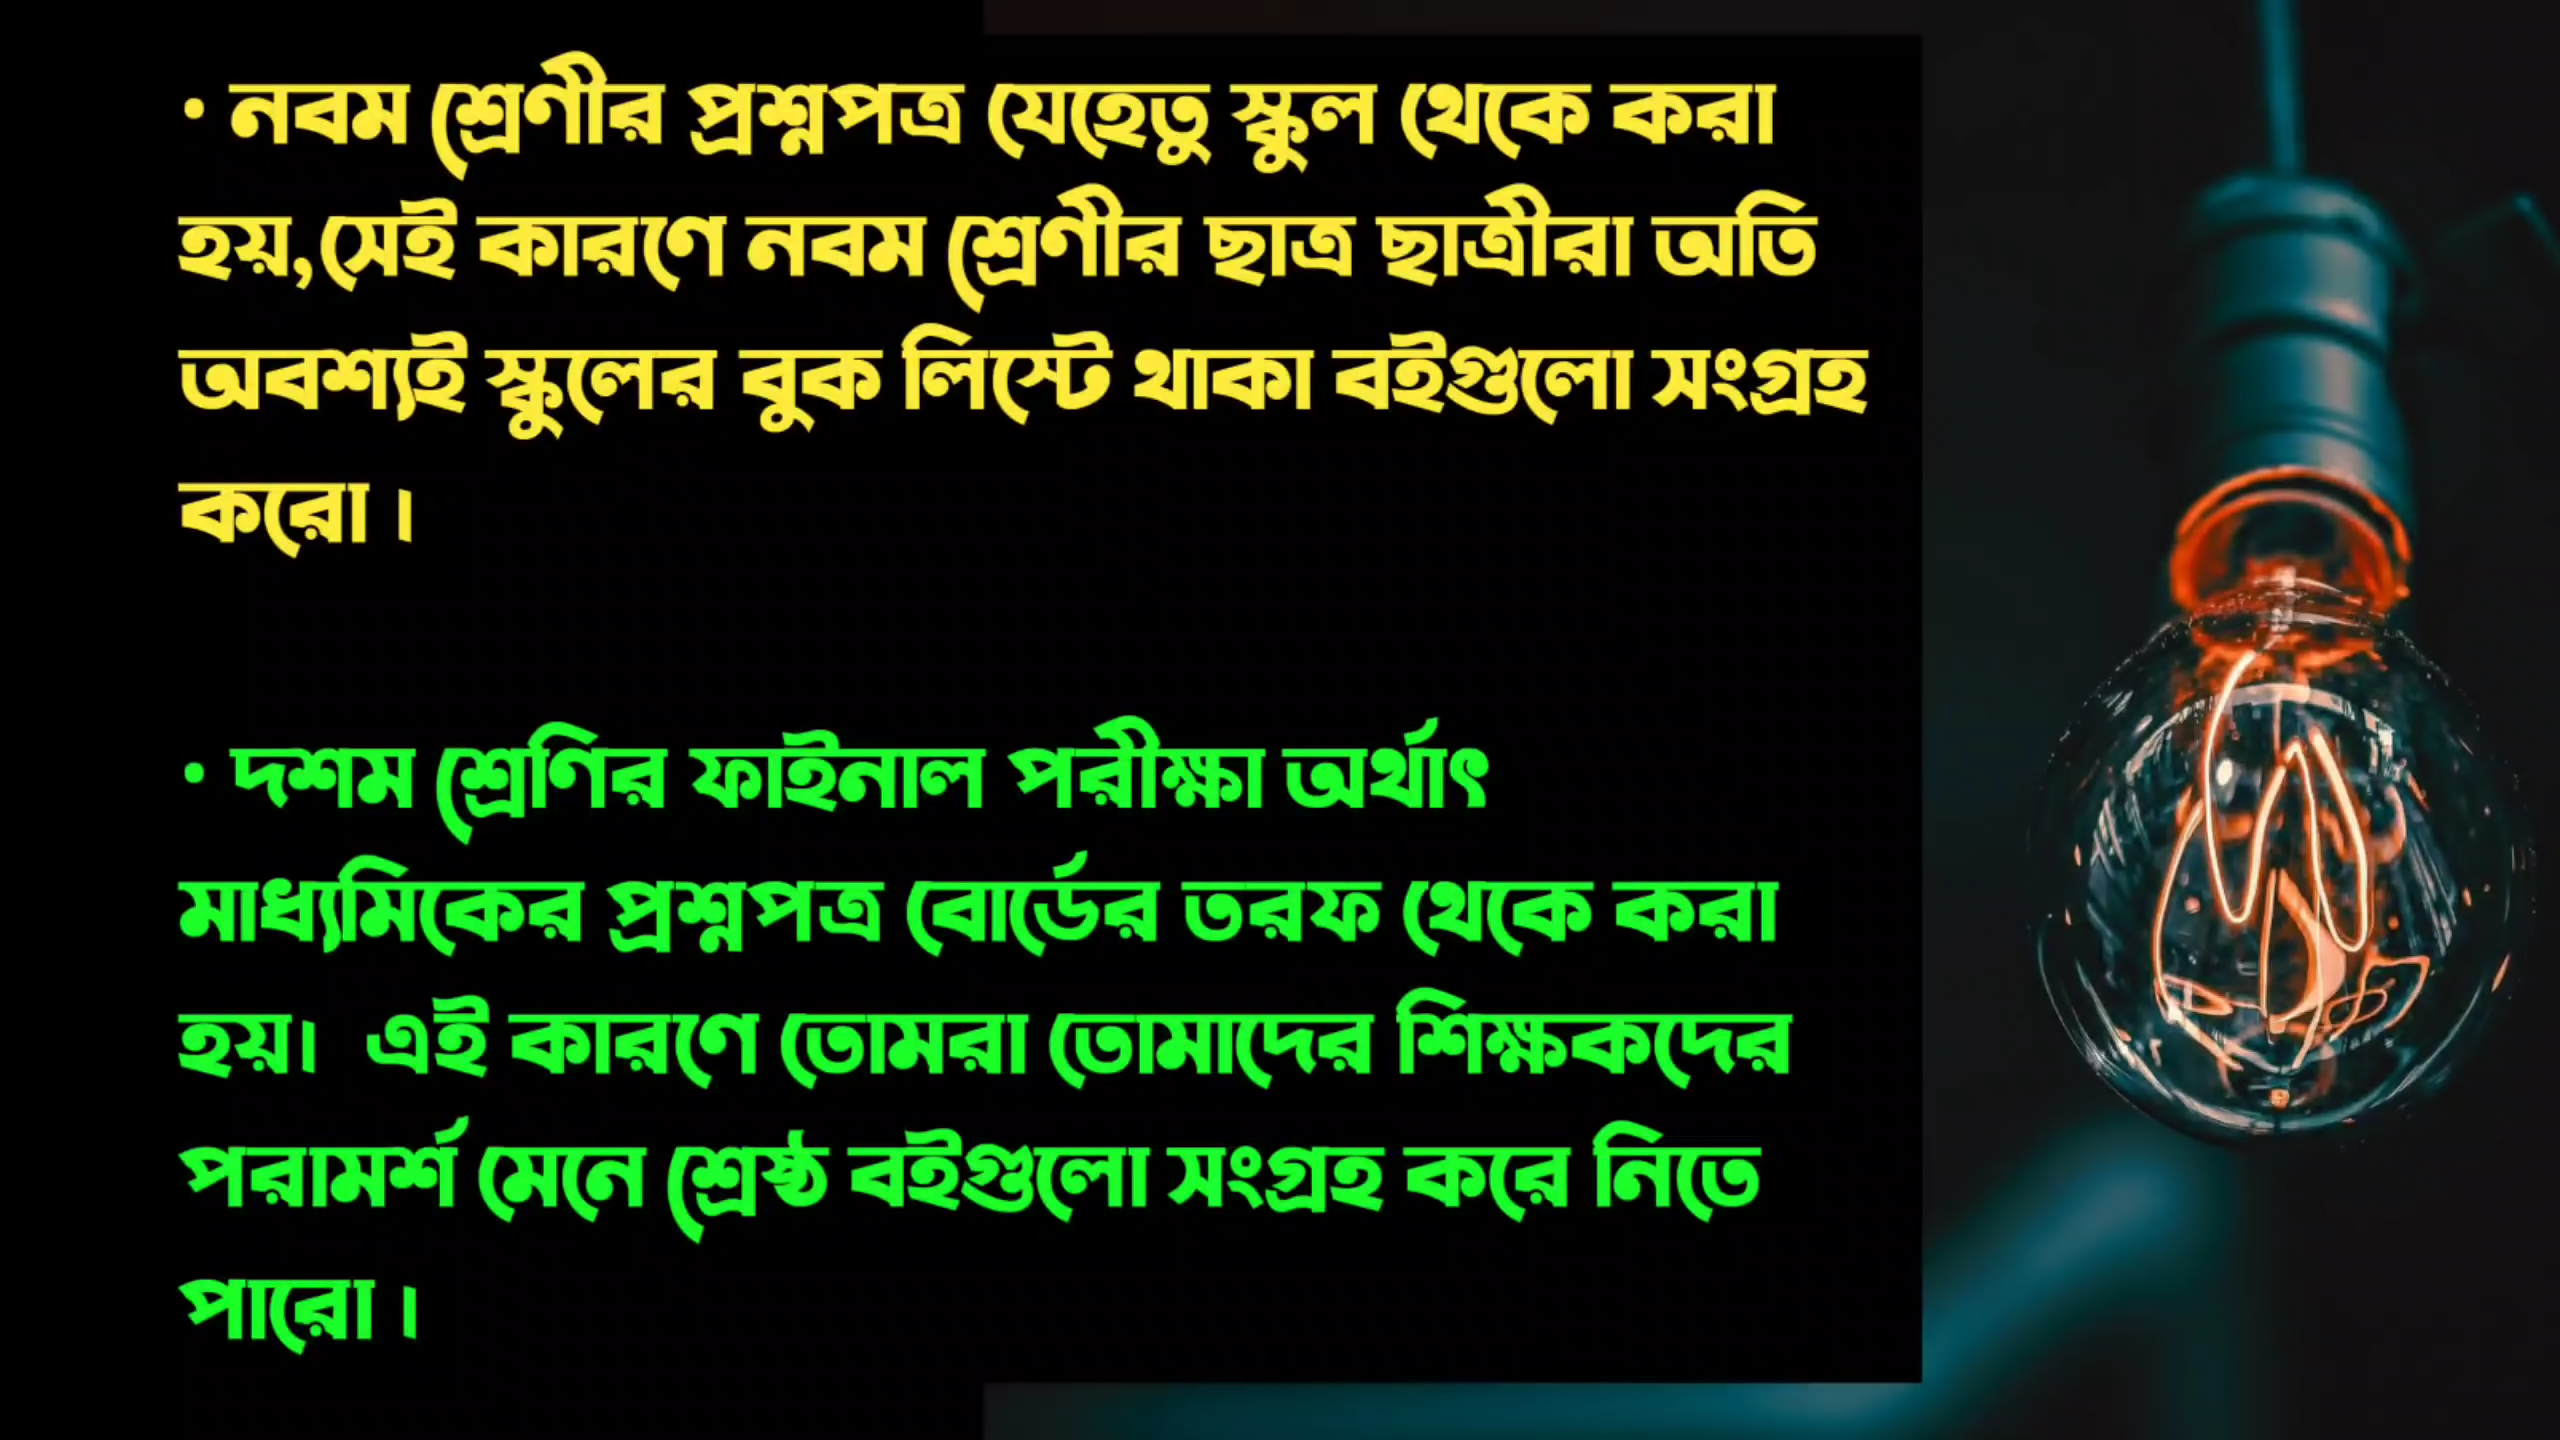 • নবম শ্রেণীর প্রশ্নপত্র যেহেতু স্কুল থেকে করা
হয়,সেই কারণে নবম শ্রেণীর ছাত্র ছাত্রীরা অতি
অবশ্যই স্কুলের বুক লিস্টে থাকা বইগুলো সংগ্রহ
করো ।
• দশম শ্রেণির ফাইনাল পরীক্ষা অর্থাৎ
মাধ্যমিকের প্রশ্নপত্র বোর্ডের তরফ থেকে করা
হয়। এই কারণে তোমরা তোমাদের শিক্ষকদের
পরামর্শ মেনে শ্রেষ্ঠ বইগুলো সংগ্রহ করে নিতে
পারো ।